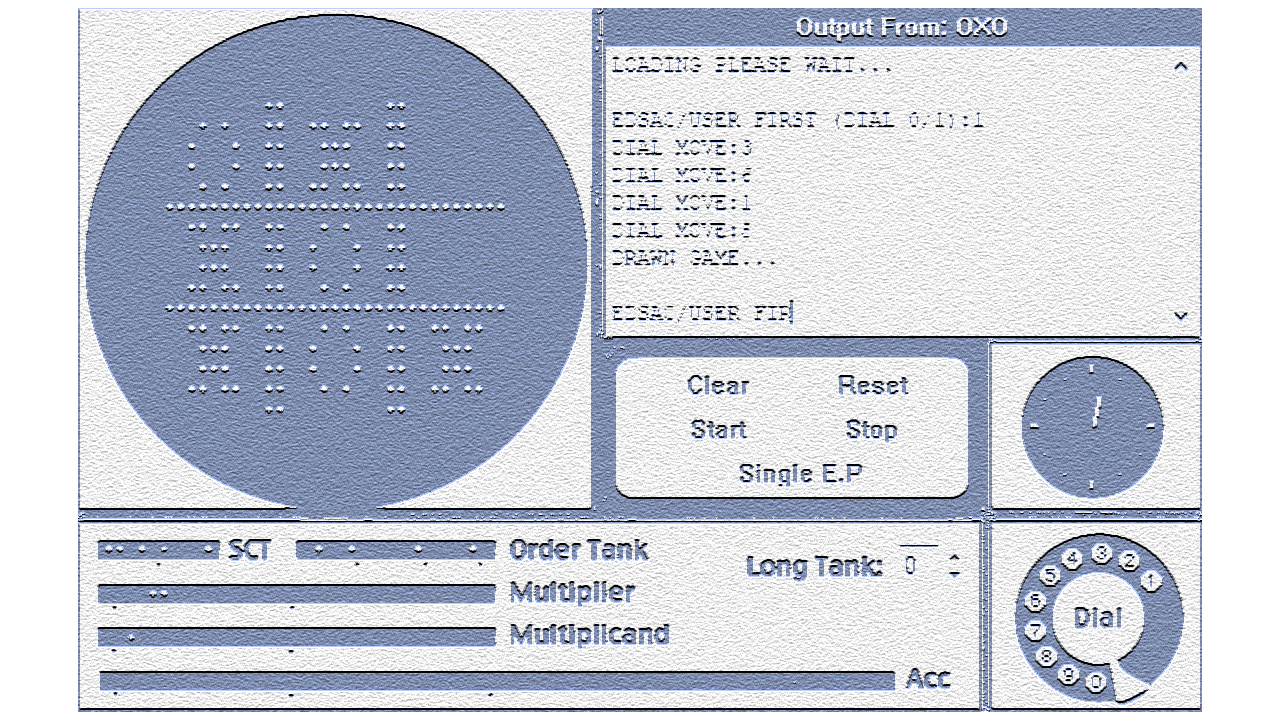 Output From: OXO
LOADING PLEASE WAIT...
EDSAC/USER FIRST (DIAL 0/1):1
DIAL MOVE:3
DIAL MOVE:6
DIAL MOVE:1
DIAL MOVE:5
DRAWN GAME...
EDSAC/USER FIR
Clear Reset
Start Stop
Single E.P
SCT Order Tank
Long Tank: 0
Multiplier
Multiplicand
Acc
1
2
3
4
5
6
7
8
9
0
Dial